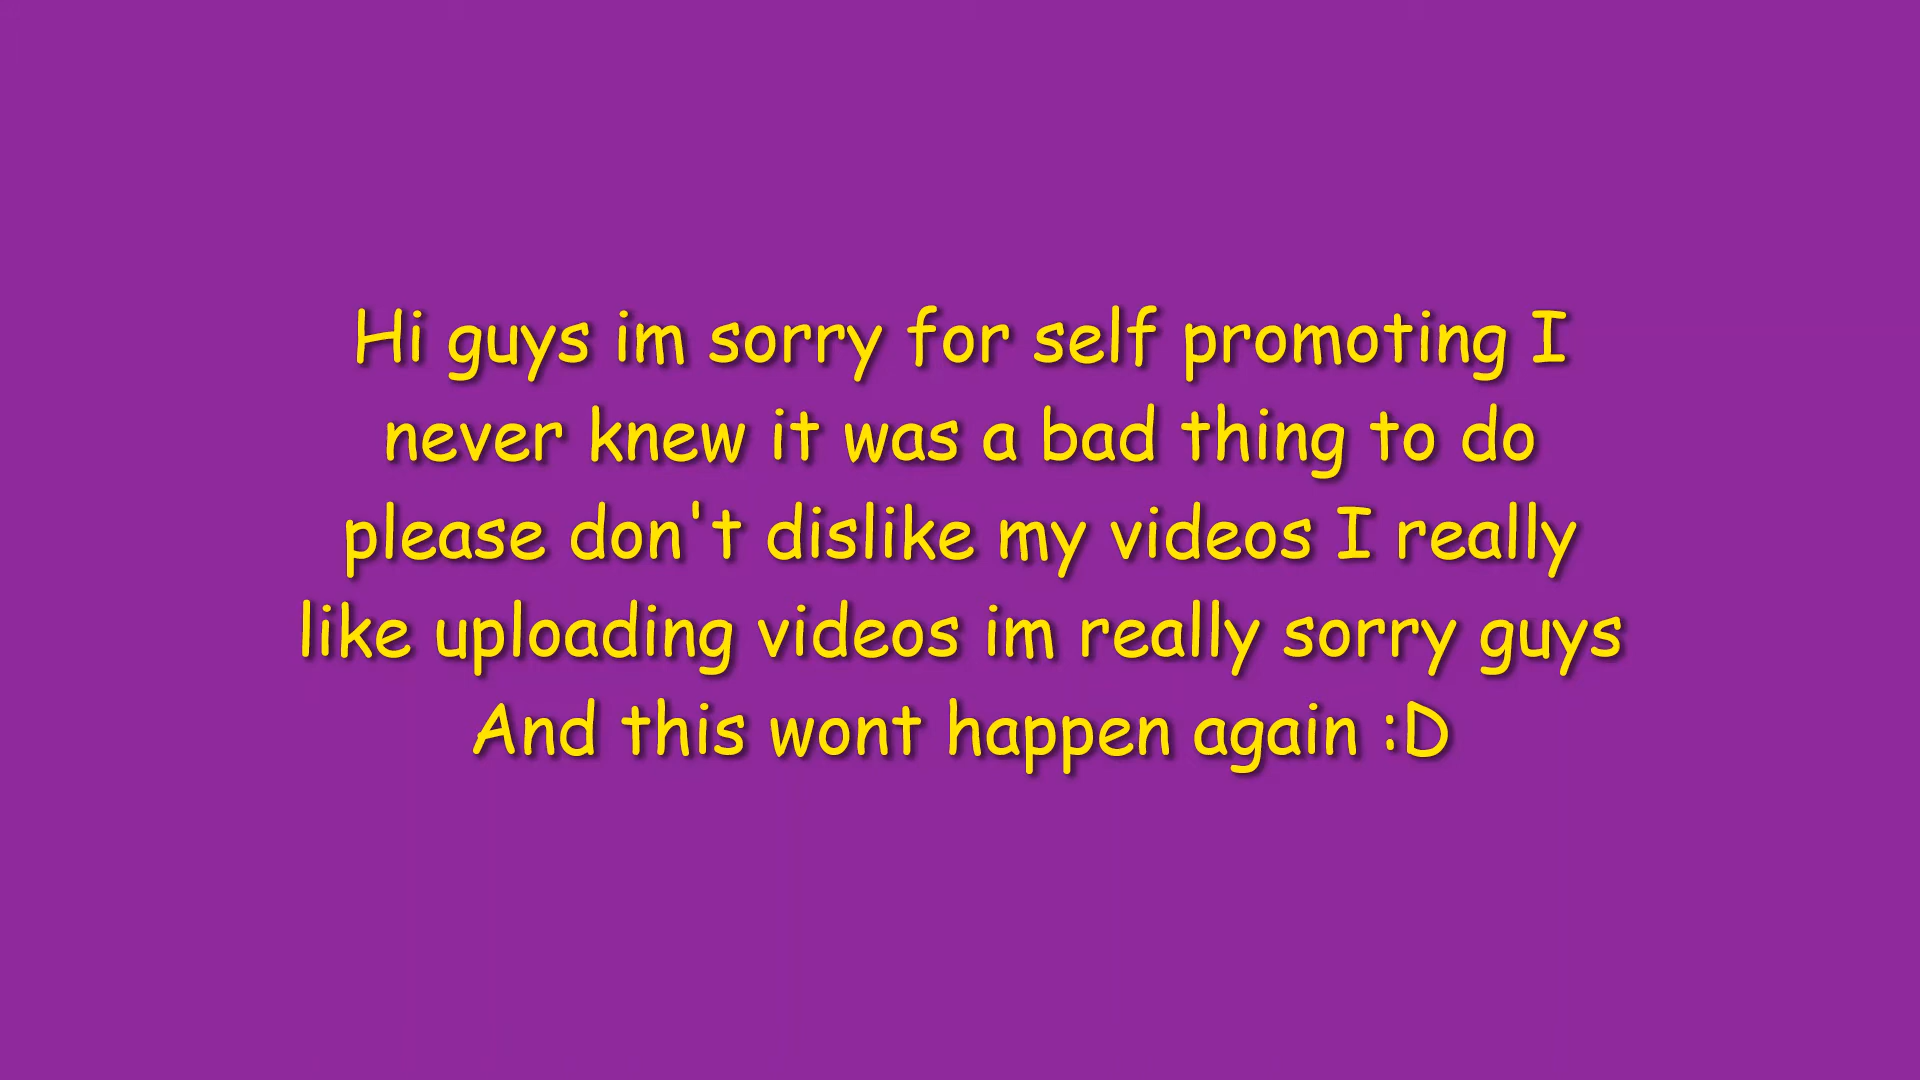 Hi guys im sorry for self promoting I
never knew it was a bad thing to do
please don't dislike my videos I really
like uploading videos im really sorry guys
And this wont happen again :D